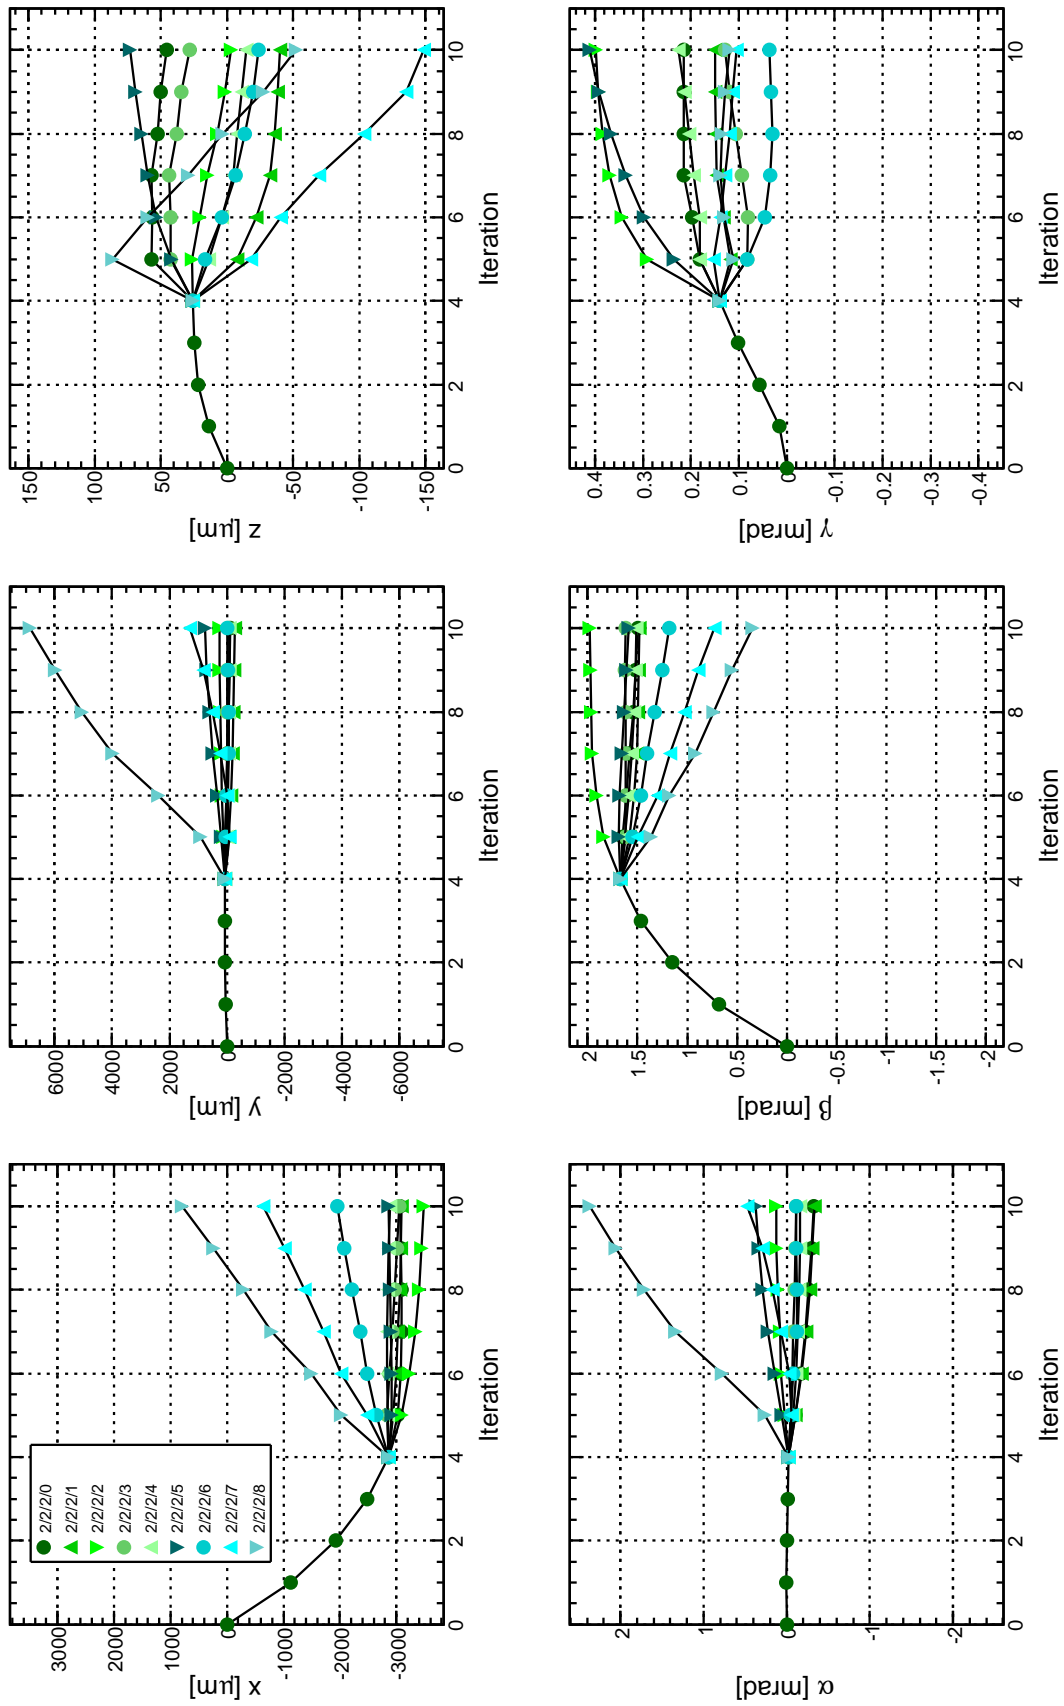 x [μm]
3000
2000
1000
0
-1000
-2000
-3000
2/2/2/0
2/2/2/1
2/2/2/2
2/2/2/3
2/2/2/4
2/2/2/5
2/2/2/6
2/2/2/7
2/2/2/8
0 2 4 6 8 10
Iteration
y [μm]
6000
4000
2000
0
-2000
-4000
-6000
0 2 4 6 8 10
Iteration
z [μm]
150
100
50
0
-50
-100
-150
0 2 4 6 8 10
Iteration
α [mrad]
2
1
0
-1
-2
0 2 4 6 8 10
Iteration
β [mrad]
2
1.5
1
0.5
0
-0.5
-1
-1.5
-2
0 2 4 6 8 10
Iteration
γ [mrad]
0.4
0.3
0.2
0.1
0
-0.1
-0.2
-0.3
-0.4
0 2 4 6 8 10
Iteration